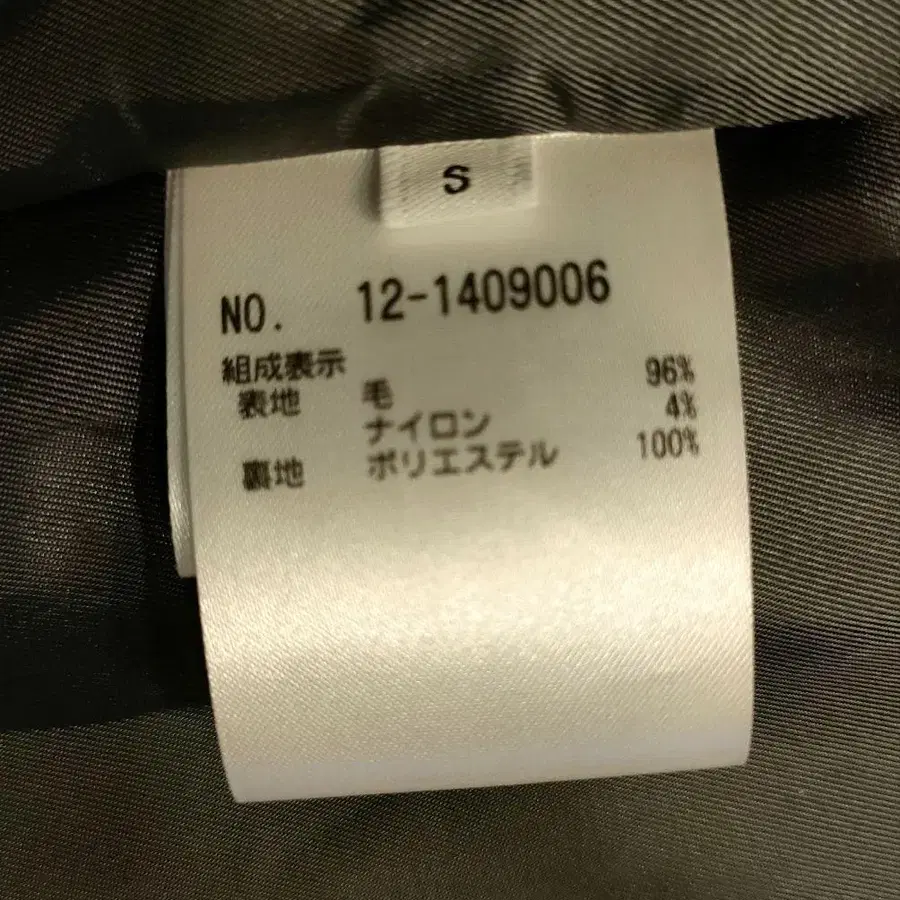 S
NO. 12-1409006
組成表示
表地 毛 96%
ナイロン 4%
裏地 ポリエステル 100%